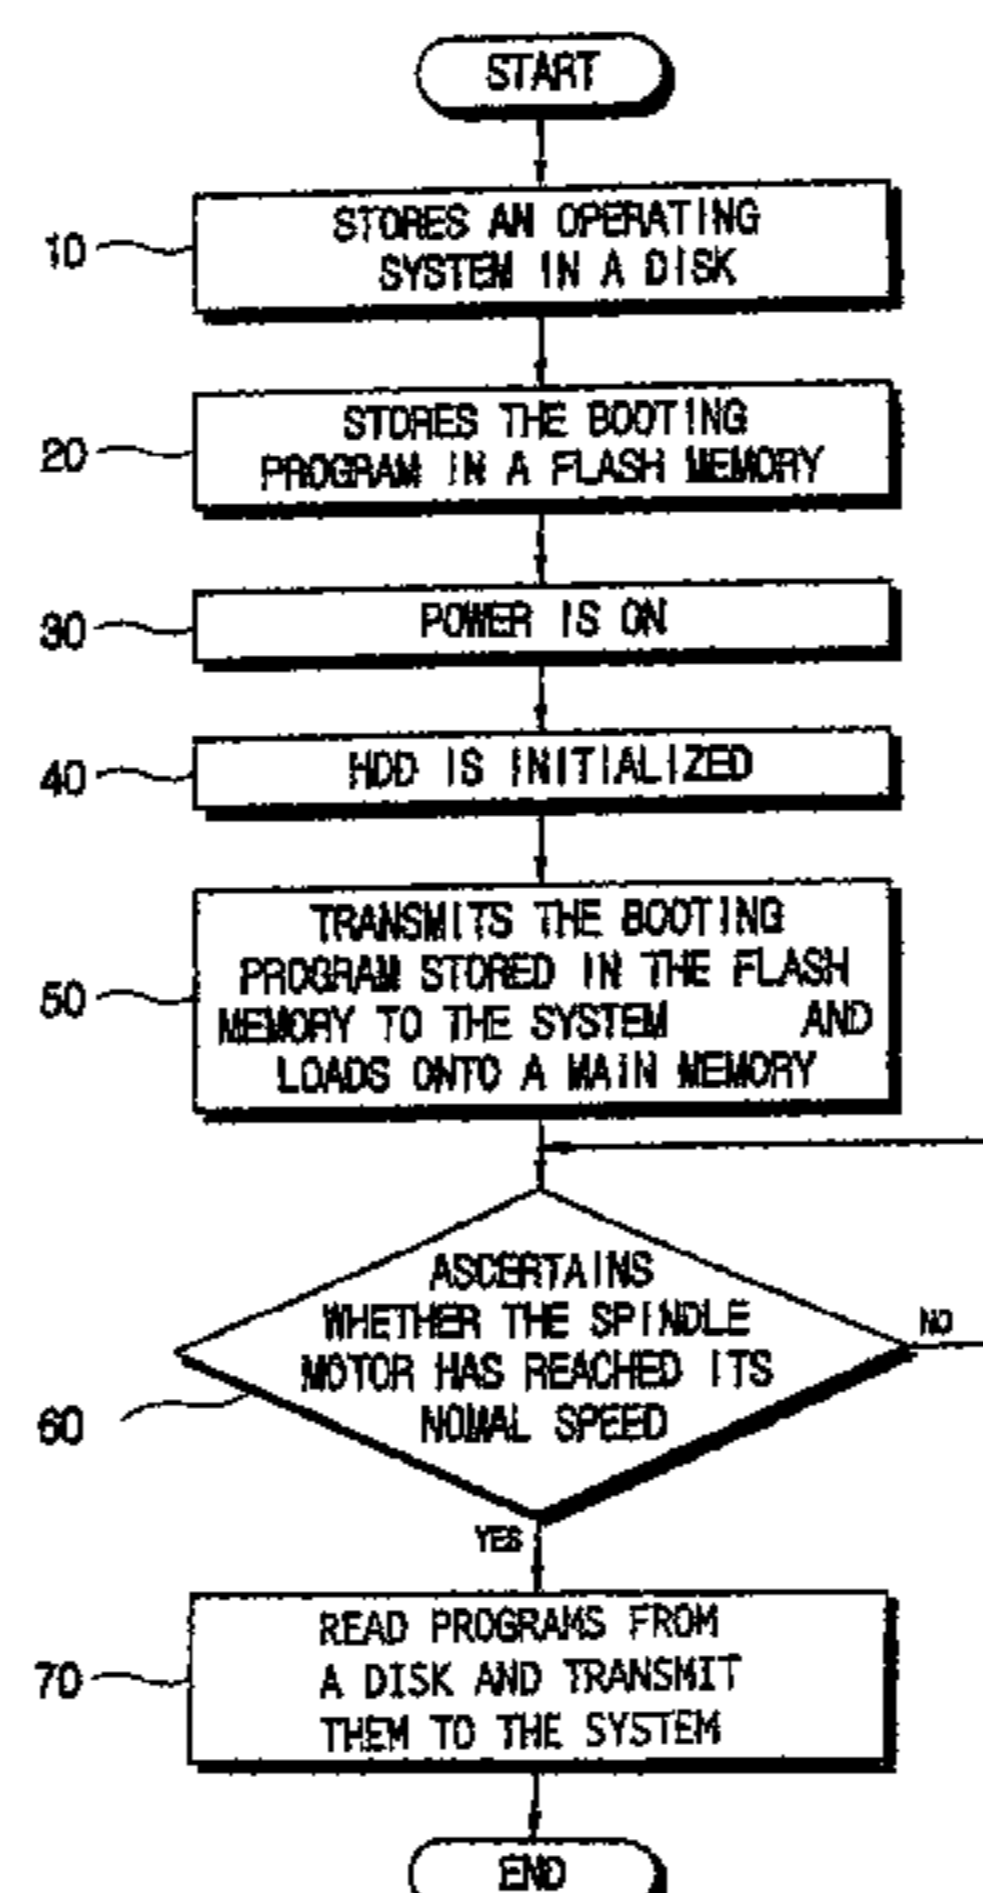 START
10
STORES AN OPERATING
SYSTEM IN A DISK
20
STORES THE BOOTING
PROGRAM IN A FLASH MEMORY
30
POWER IS ON
40
HDD IS INITIALIZED
50
TRANSMITS THE BOOTING
PROGRAM STORED IN THE FLASH
MEMORY TO THE SYSTEM AND
LOADS ONTO A MAIN MEMORY
60
ASCERTAINS
WHETHER THE SPINDLE
MOTOR HAS REACHED ITS
NOMAL SPEED
NO
YES
70
READ PROGRAMS FROM
A DISK AND TRANSMIT
THEM TO THE SYSTEM
END